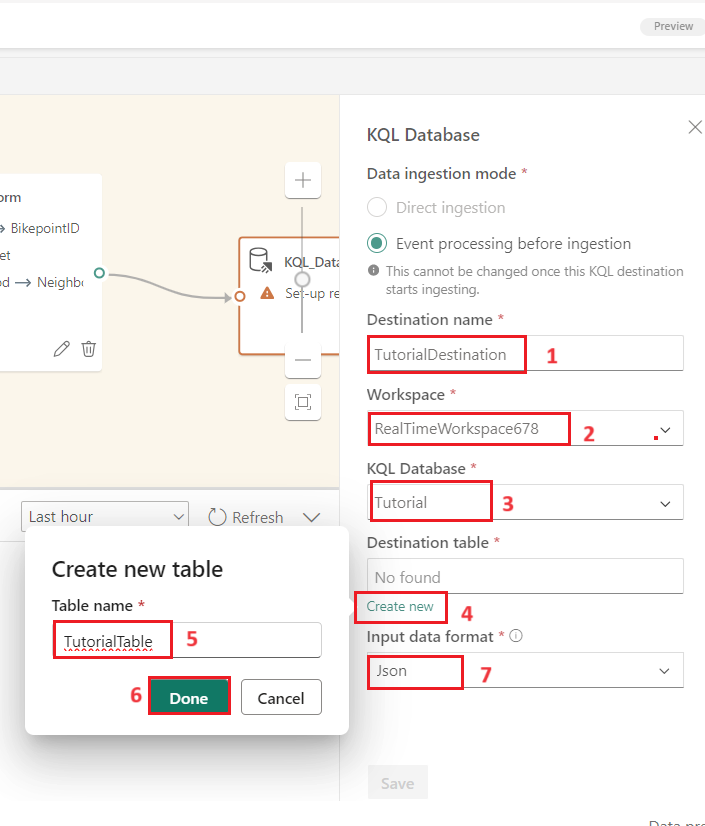 Preview
orm
BikepointID
et
od → Neighbo
KQL_Data
Set-up re
Last hour
Refresh
KQL Database
Data ingestion mode *
Direct ingestion
Event processing before ingestion
This cannot be changed once this KQL destination
starts ingesting.
Destination name *
TutorialDestination 1
Workspace *
RealTimeWorkspace678 2
KQL Database *
Tutorial 3
Destination table *
No found
Create new 4
Create new table
Table name *
TutorialTable 5
6 Done Cancel
Input data format *
Json 7
Save